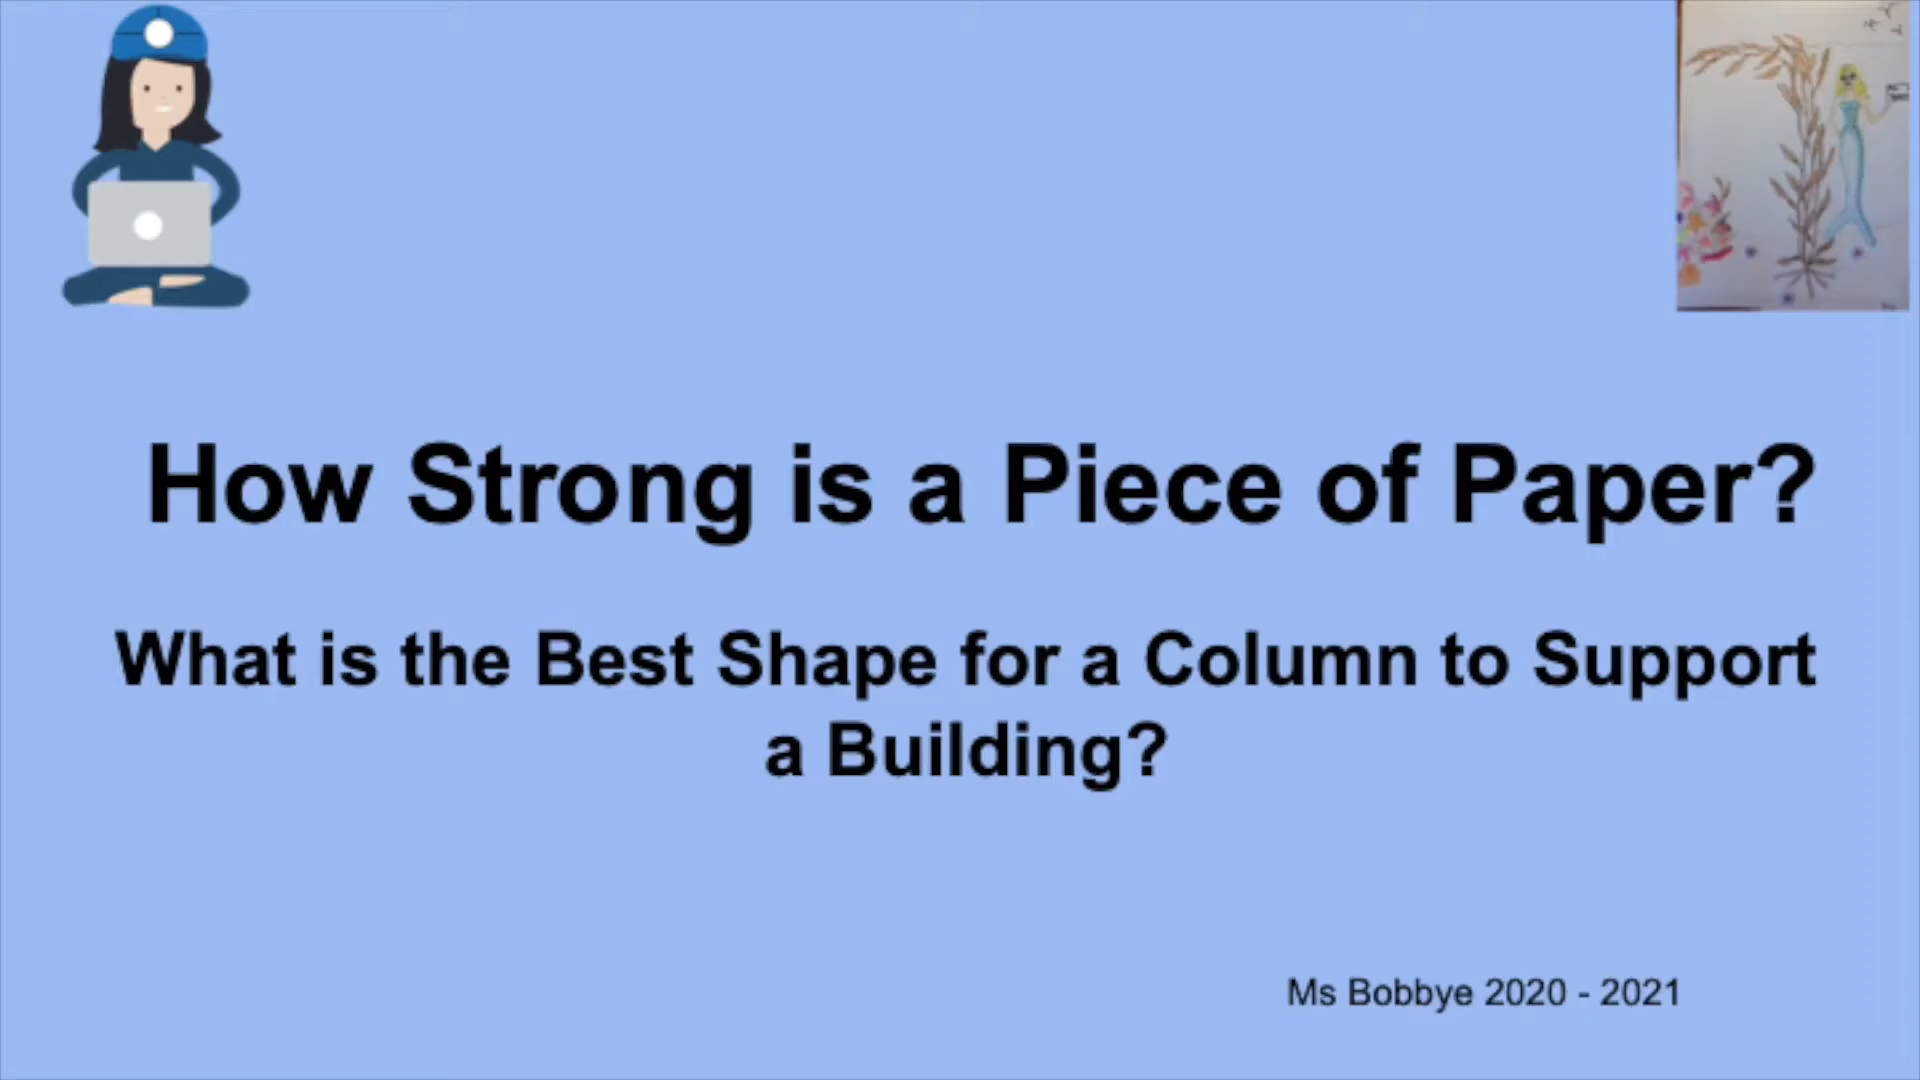 How Strong is a Piece of Paper?
What is the Best Shape for a Column to Support
a Building?
Ms Bobbye 2020 - 2021